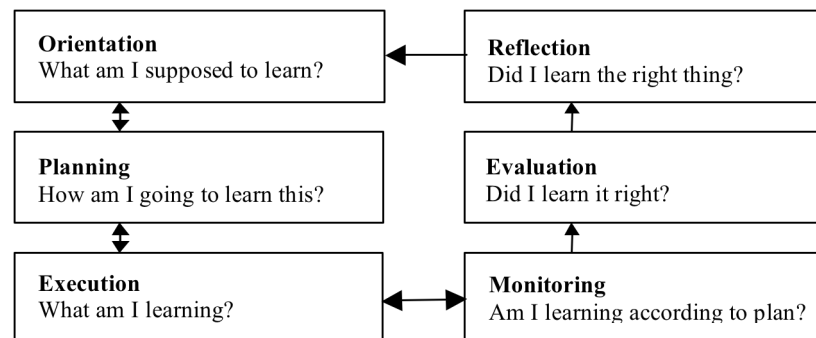 Orientation
What am I supposed to learn?
Reflection
Did I learn the right thing?
Planning
How am I going to learn this?
Evaluation
Did I learn it right?
Execution
What am I learning?
Monitoring
Am I learning according to plan?